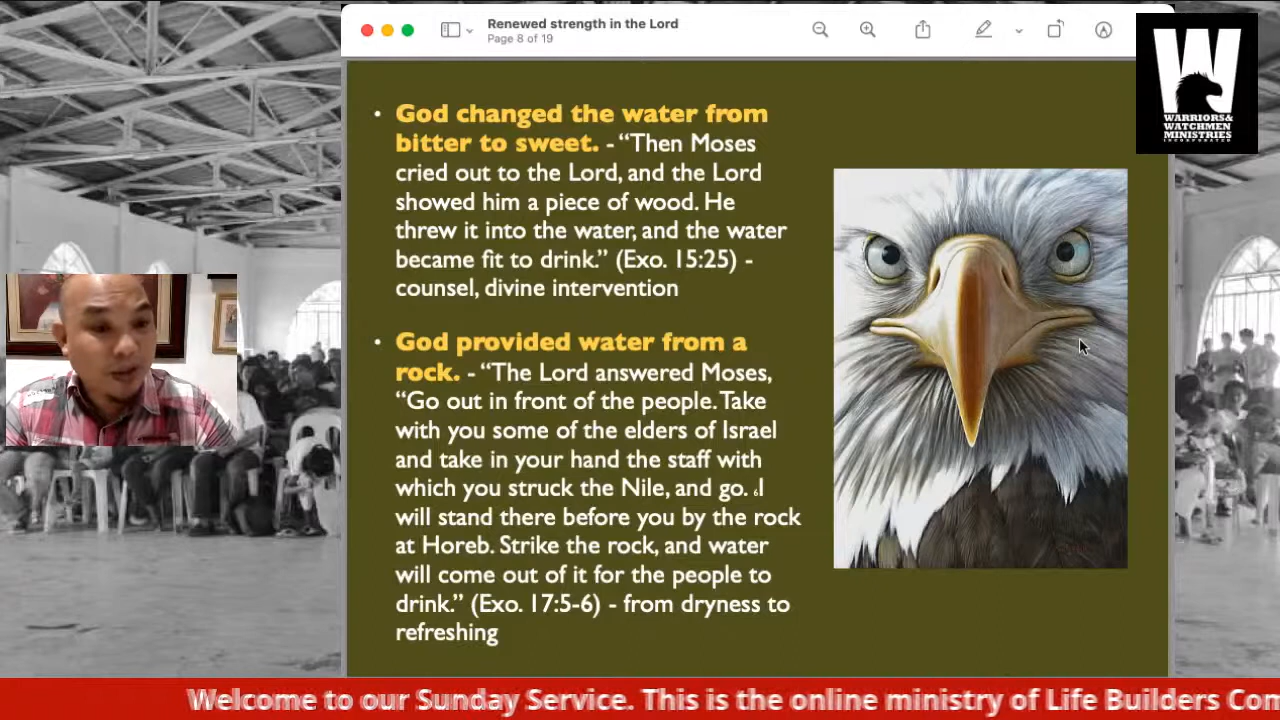 Renewed strength in the Lord
Page 8 of 19
W
WARRIORS&
WATCHMEN
MINISTRIES
INCORPORATED
• God changed the water from
bitter to sweet. - “Then Moses
cried out to the Lord, and the Lord
showed him a piece of wood. He
threw it into the water, and the water
became fit to drink.” (Exo. 15:25) -
counsel, divine intervention
• God provided water from a
rock. - “The Lord answered Moses,
“Go out in front of the people. Take
with you some of the elders of Israel
and take in your hand the staff with
which you struck the Nile, and go. 6I
will stand there before you by the rock
at Horeb. Strike the rock, and water
will come out of it for the people to
drink.” (Exo. 17:5-6) - from dryness to
refreshing
Welcome to our Sunday Service. This is the online ministry of Life Builders Con